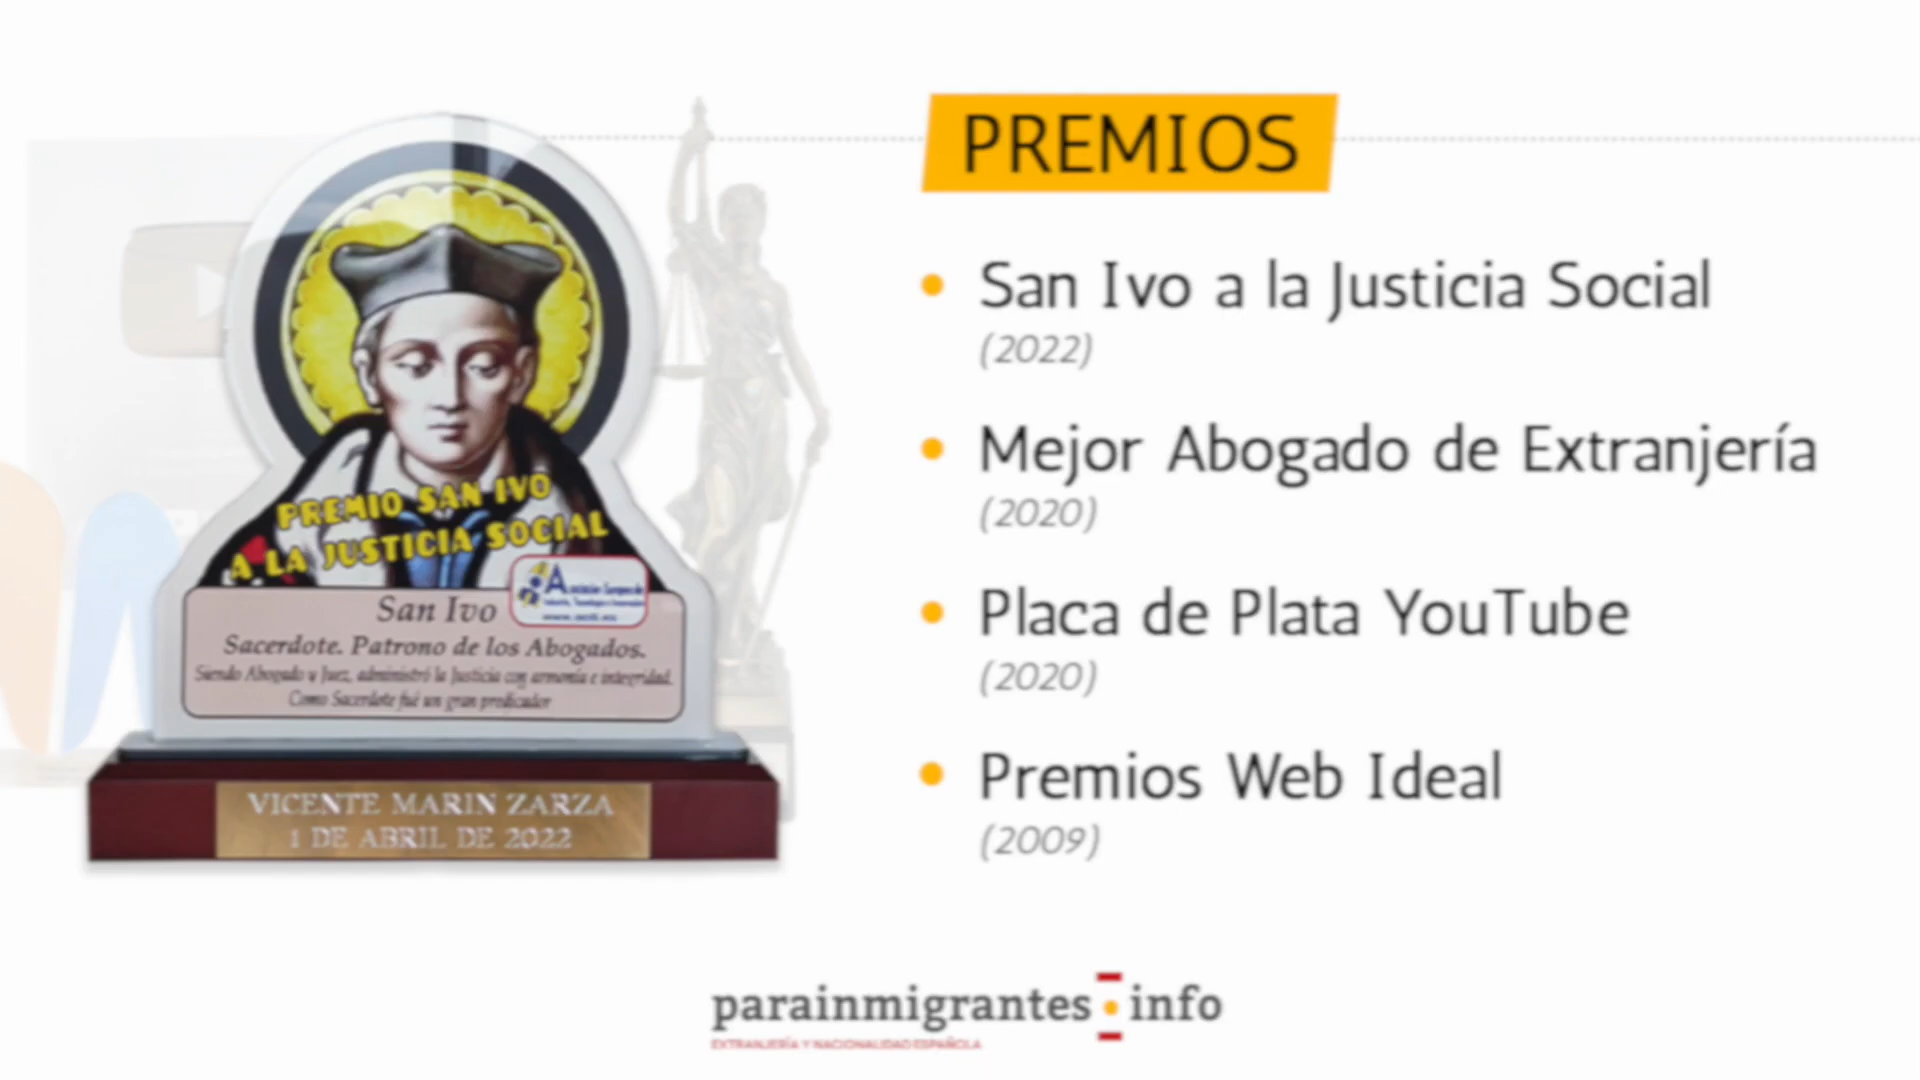 PREMIOS
San Ivo a la Justicia Social
(2022)
Mejor Abogado de Extranjería
(2020)
Placa de Plata YouTube
(2020)
Premios Web Ideal
(2009)
PREMIO SAN IVO
A LA JUSTICIA SOCIAL
San Ivo
Sacerdote. Patrono de los Abogados.
Siendo Abogado y Juez, administró la Justicia con armonía e integridad.
Como Sacerdote fué un gran predicador
VICENTE MARIN ZARZA
1 DE ABRIL DE 2022
parainmigrantes.info
EXTRANJERÍA Y NACIONALIDAD ESPAÑOLA